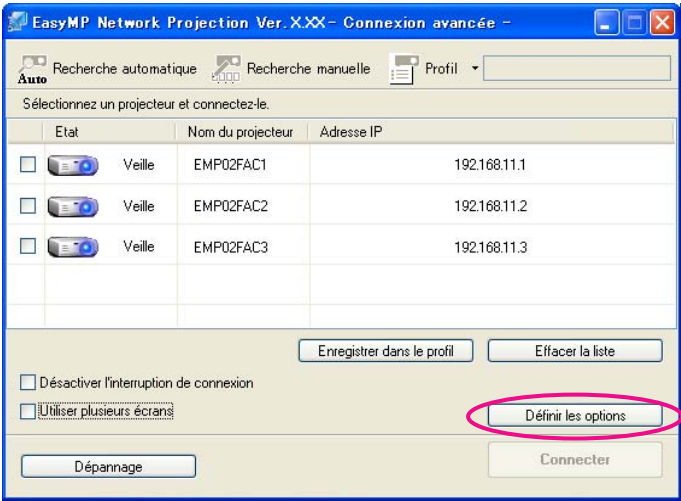 EasyMP Network Projection Ver. X.XX - Connexion avancée -
Auto Recherche automatique Recherche manuelle Profil
Sélectionnez un projecteur et connectez-le.
Etat Nom du projecteur Adresse IP
Veille EMP02FAC1 192.168.11.1
Veille EMP02FAC2 192.168.11.2
Veille EMP02FAC3 192.168.11.3
Enregistrer dans le profil Effacer la liste
Désactiver l'interruption de connexion
Utiliser plusieurs écrans Définir les options
Dépannage Connecter